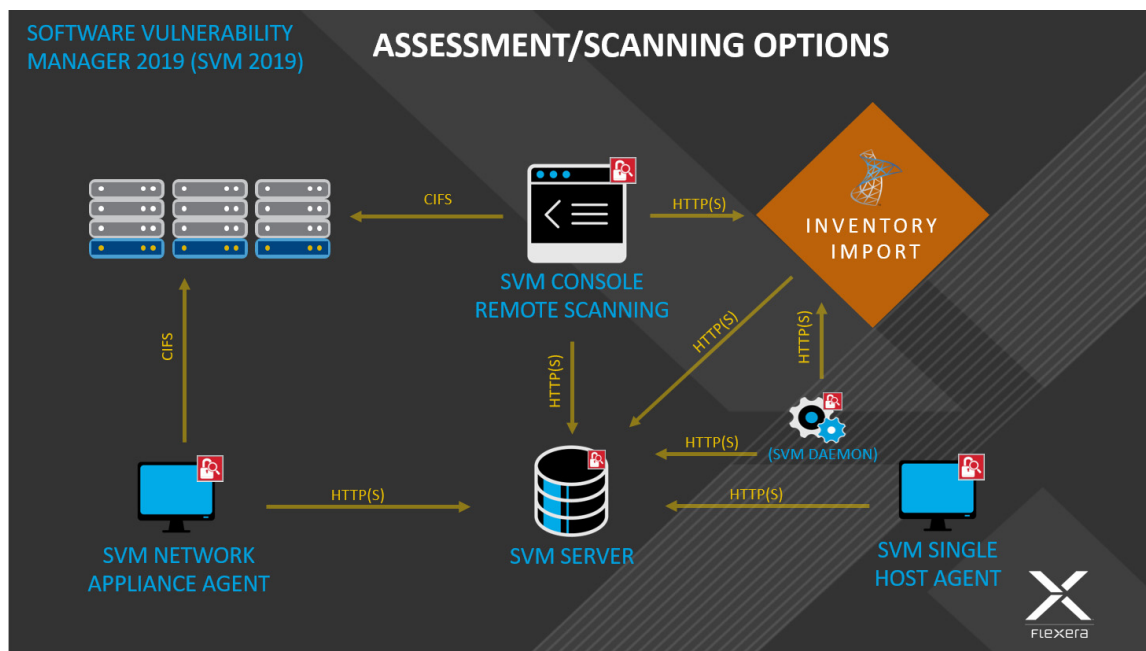 SOFTWARE VULNERABILITY
MANAGER 2019 (SVM 2019)
ASSESSMENT/SCANNING OPTIONS
CIFS
HTTP(S)
INVENTORY
IMPORT
SVM CONSOLE
REMOTE SCANNING
CIFS
HTTP(S)
HTTP(S)
HTTP(S)
HTTP(S)
(SVM DAEMON)
HTTP(S)
HTTP(S)
SVM NETWORK
APPLIANCE AGENT
SVM SERVER
SVM SINGLE
HOST AGENT
FLEXera